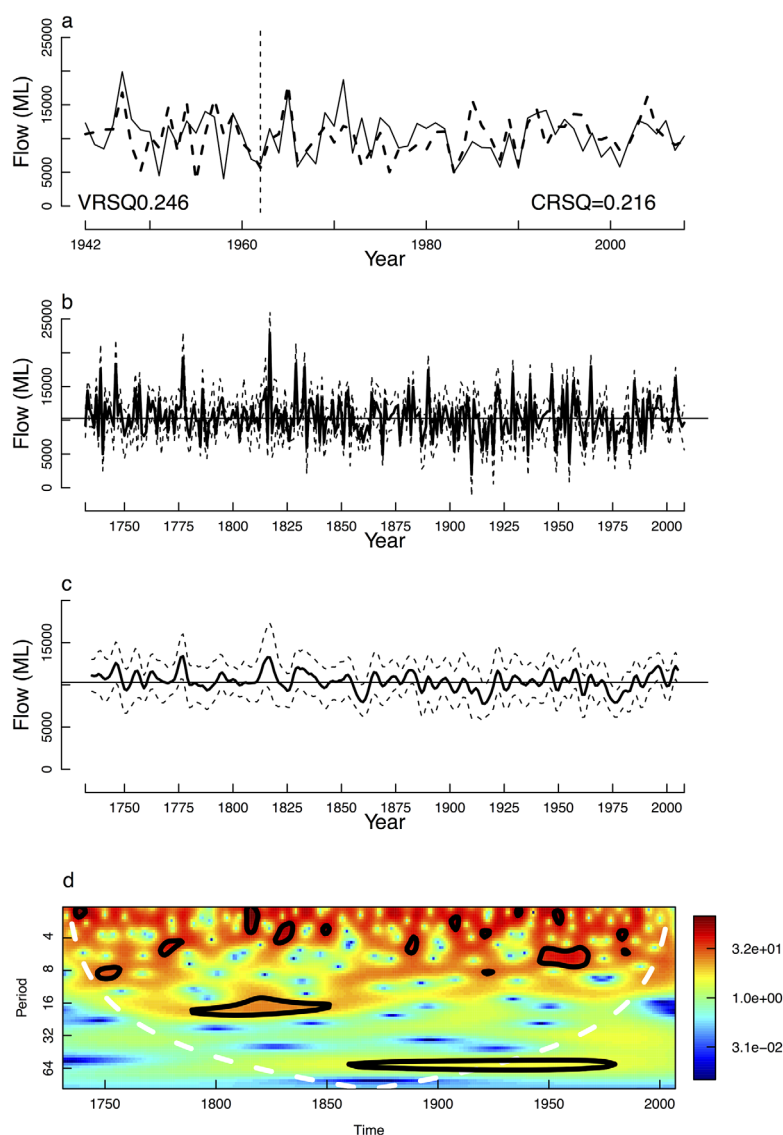 a
Flow (ML)
0 5000 15000 25000
VRSQ0.246 CRSQ=0.216
1942 1960 1980 2000
Year
b
Flow (ML)
0 5000 15000 25000
1750 1775 1800 1825 1850 1875 1900 1925 1950 1975 2000
Year
c
Flow (ML)
0 5000 15000
1750 1775 1800 1825 1850 1875 1900 1925 1950 1975 2000
Year
d
Period
4
8
16
32
64
3.2e+01
1.0e+00
3.1e−02
1750 1800 1850 1900 1950 2000
Time